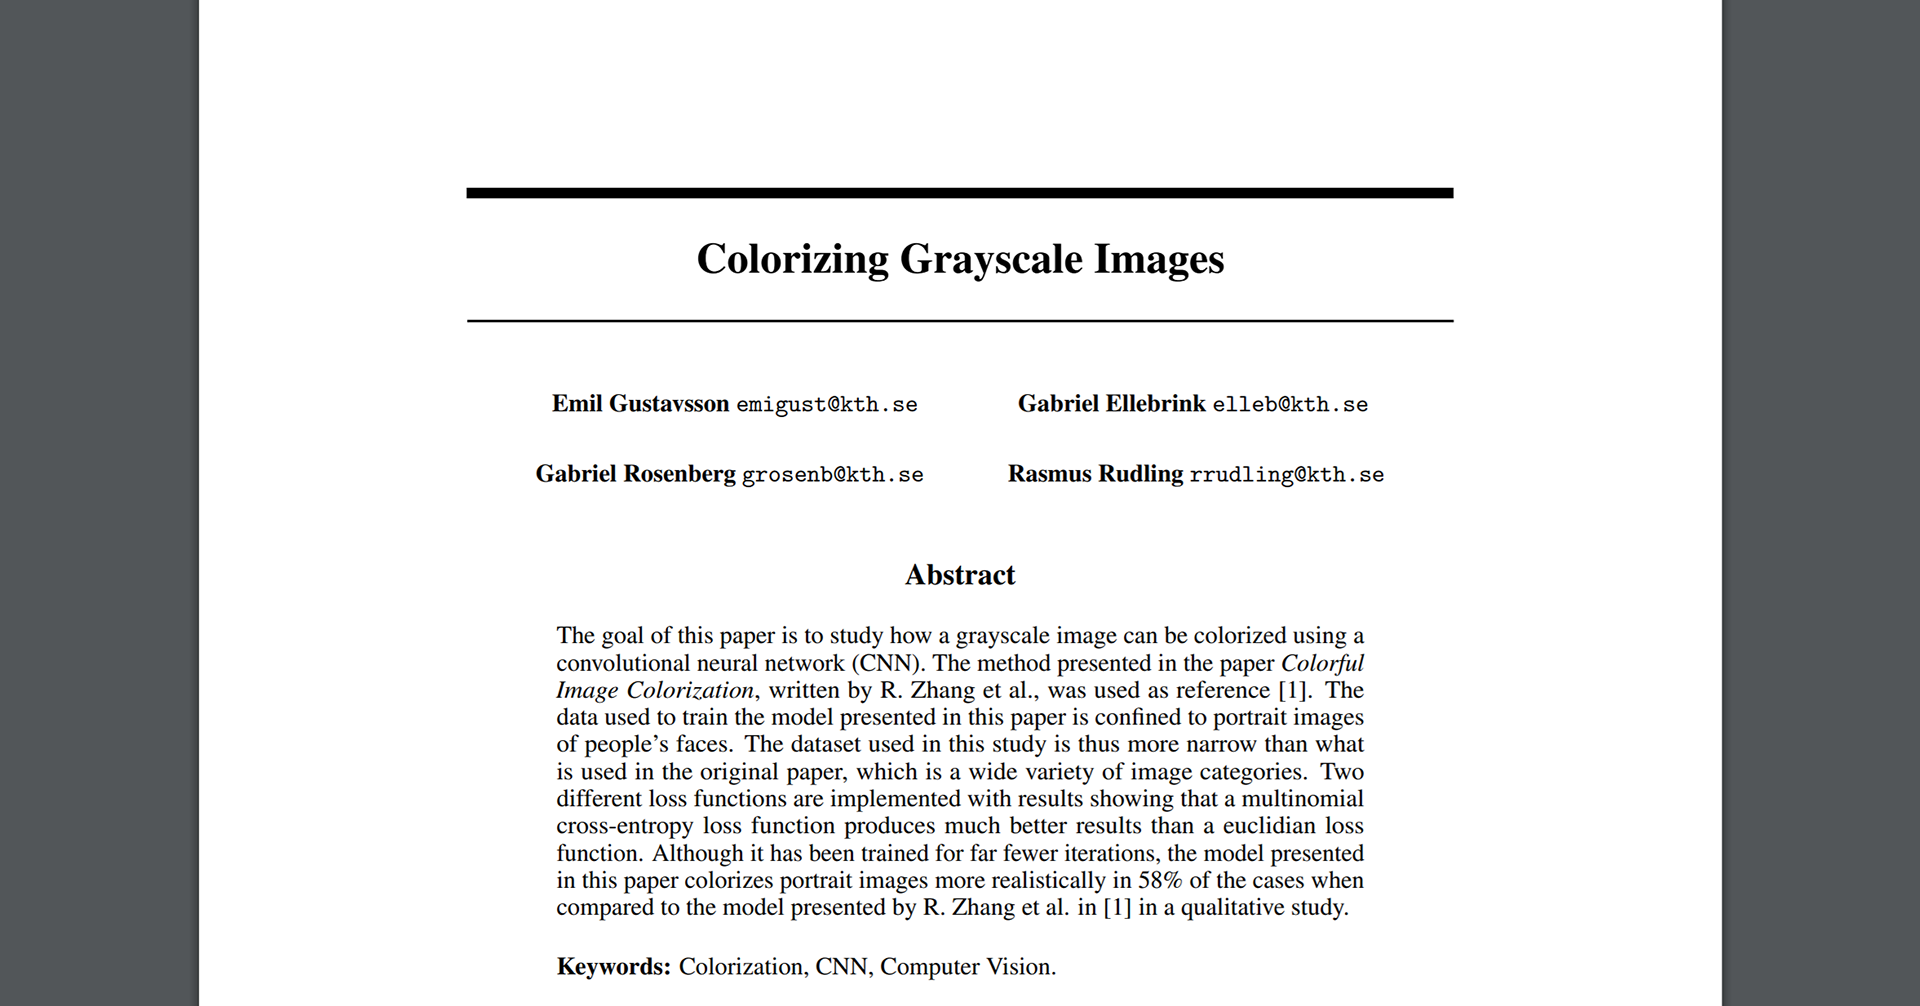 Colorizing Grayscale Images
Emil Gustavsson emigust@kth.se Gabriel Ellebrink elleb@kth.se
Gabriel Rosenberg grosenb@kth.se Rasmus Rudling rrudling@kth.se
Abstract
The goal of this paper is to study how a grayscale image can be colorized using a
convolutional neural network (CNN). The method presented in the paper Colorful
Image Colorization, written by R. Zhang et al., was used as reference [1]. The
data used to train the model presented in this paper is confined to portrait images
of people's faces. The dataset used in this study is thus more narrow than what
is used in the original paper, which is a wide variety of image categories. Two
different loss functions are implemented with results showing that a multinomial
cross-entropy loss function produces much better results than a euclidian loss
function. Although it has been trained for far fewer iterations, the model presented
in this paper colorizes portrait images more realistically in 58% of the cases when
compared to the model presented by R. Zhang et al. in [1] in a qualitative study.
Keywords: Colorization, CNN, Computer Vision.